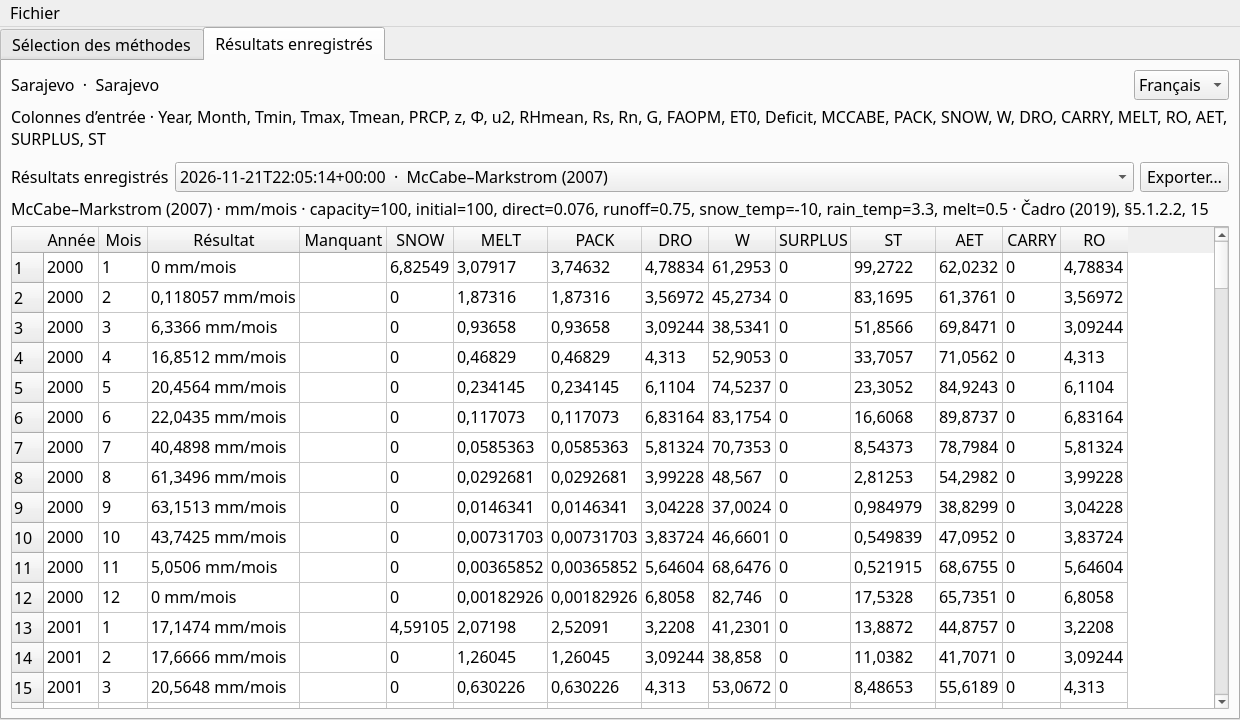 Fichier
Sélection des méthodes Résultats enregistrés
Sarajevo · Sarajevo Français
Colonnes d’entrée · Year, Month, Tmin, Tmax, Tmean, PRCP, z, Φ, u2, RHmean, Rs, Rn, G, FAOPM, ET0, Deficit, MCCABE, PACK, SNOW, W, DRO, CARRY, MELT, RO, AET,
SURPLUS, ST
Résultats enregistrés 2026-11-21T22:05:14+00:00 · McCabe–Markstrom (2007) Exporter...
McCabe–Markstrom (2007) · mm/mois · capacity=100, initial=100, direct=0.076, runoff=0.75, snow_temp=-10, rain_temp=3.3, melt=0.5 · Čadro (2019), §5.1.2.2, 15
Année Mois Résultat Manquant SNOW MELT PACK DRO W SURPLUS ST AET CARRY RO
1 2000 1 0 mm/mois 6,82549 3,07917 3,74632 4,78834 61,2953 0 99,2722 62,0232 0 4,78834
2 2000 2 0,118057 mm/mois 0 1,87316 1,87316 3,56972 45,2734 0 83,1695 61,3761 0 3,56972
3 2000 3 6,3366 mm/mois 0 0,93658 0,93658 3,09244 38,5341 0 51,8566 69,8471 0 3,09244
4 2000 4 16,8512 mm/mois 0 0,46829 0,46829 4,313 52,9053 0 33,7057 71,0562 0 4,313
5 2000 5 20,4564 mm/mois 0 0,234145 0,234145 6,1104 74,5237 0 23,3052 84,9243 0 6,1104
6 2000 6 22,0435 mm/mois 0 0,117073 0,117073 6,83164 83,1754 0 16,6068 89,8737 0 6,83164
7 2000 7 40,4898 mm/mois 0 0,0585363 0,0585363 5,81324 70,7353 0 8,54373 78,7984 0 5,81324
8 2000 8 61,3496 mm/mois 0 0,0292681 0,0292681 3,99228 48,567 0 2,81253 54,2982 0 3,99228
9 2000 9 63,1513 mm/mois 0 0,0146341 0,0146341 3,04228 37,0024 0 0,984979 38,8299 0 3,04228
10 2000 10 43,7425 mm/mois 0 0,00731703 0,00731703 3,83724 46,6601 0 0,549839 47,0952 0 3,83724
11 2000 11 5,0506 mm/mois 0 0,00365852 0,00365852 5,64604 68,6476 0 0,521915 68,6755 0 5,64604
12 2000 12 0 mm/mois 0 0,00182926 0,00182926 6,8058 82,746 0 17,5328 65,7351 0 6,8058
13 2001 1 17,1474 mm/mois 4,59105 2,07198 2,52091 3,2208 41,2301 0 13,8872 44,8757 0 3,2208
14 2001 2 17,6666 mm/mois 0 1,26045 1,26045 3,09244 38,858 0 11,0382 41,7071 0 3,09244
15 2001 3 20,5648 mm/mois 0 0,630226 0,630226 4,313 53,0672 0 8,48653 55,6189 0 4,313